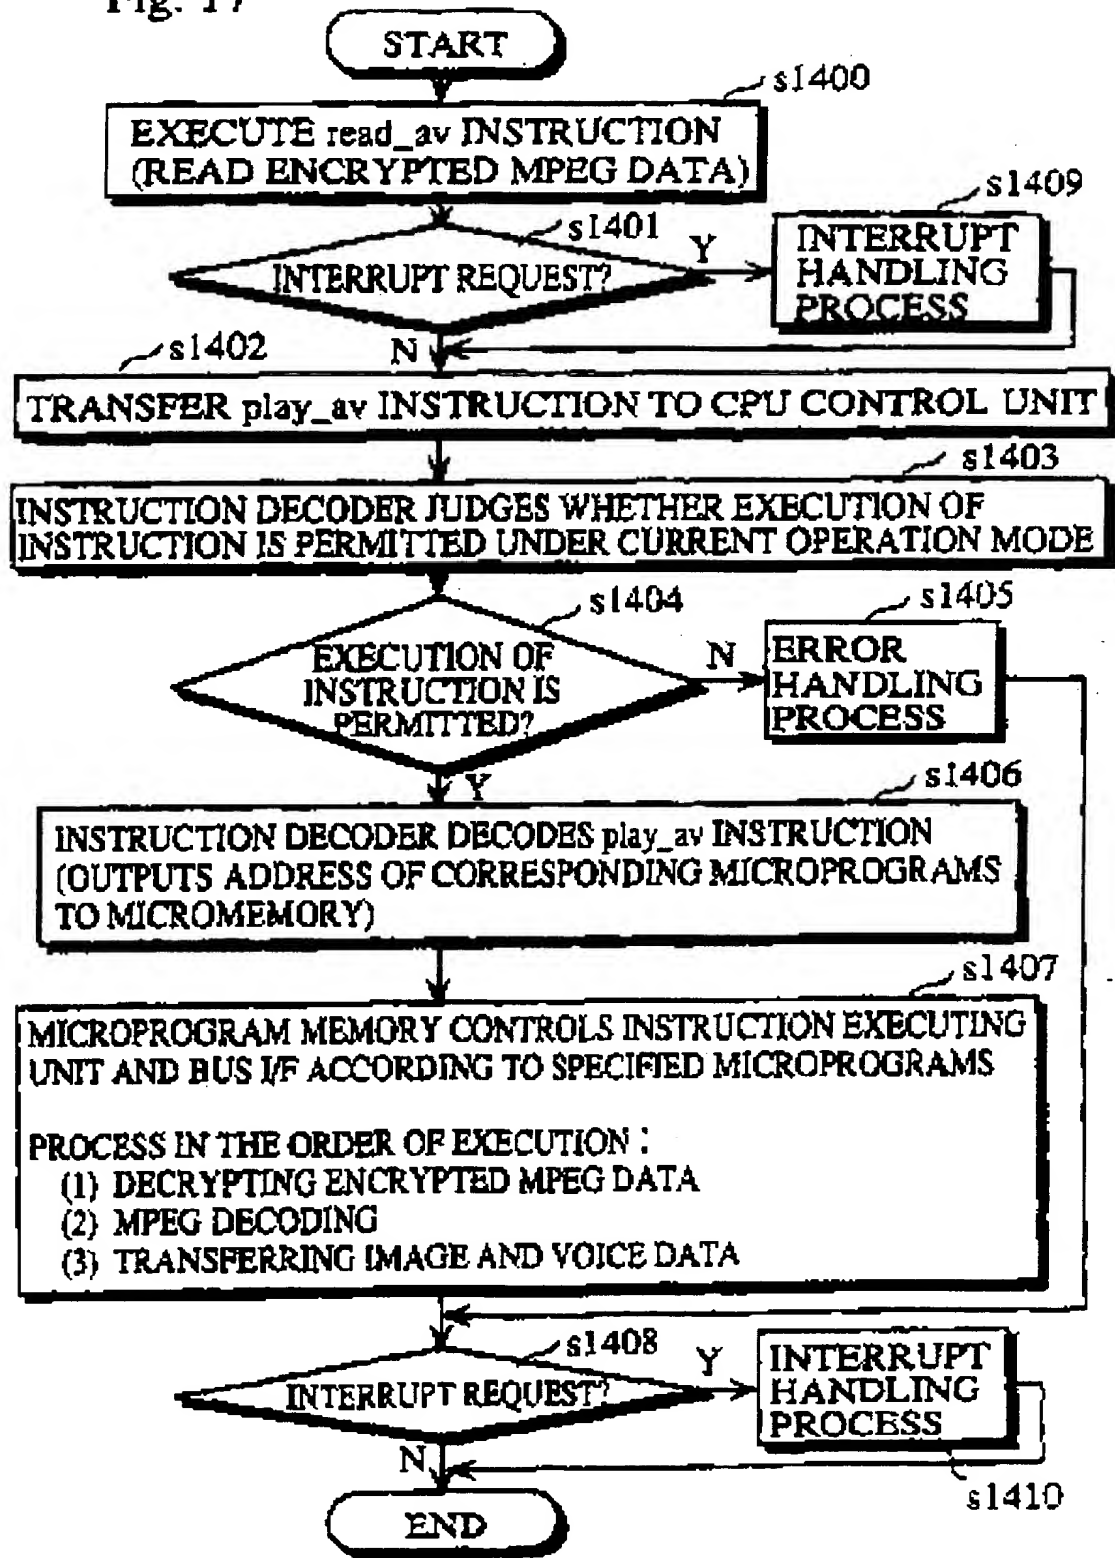 Fig. 17
START
s1400
EXECUTE read_av INSTRUCTION
(READ ENCRYPTED MPEG DATA)
s1401
INTERRUPT REQUEST?
Y
s1409
INTERRUPT
HANDLING
PROCESS
N
s1402
TRANSFER play_av INSTRUCTION TO CPU CONTROL UNIT
s1403
INSTRUCTION DECODER JUDGES WHETHER EXECUTION OF
INSTRUCTION IS PERMITTED UNDER CURRENT OPERATION MODE
s1404
EXECUTION OF
INSTRUCTION IS
PERMITTED?
N
s1405
ERROR
HANDLING
PROCESS
Y
s1406
INSTRUCTION DECODER DECODES play_av INSTRUCTION
(OUTPUTS ADDRESS OF CORRESPONDING MICROPROGRAMS
TO MICROMEMORY)
s1407
MICROPROGRAM MEMORY CONTROLS INSTRUCTION EXECUTING
UNIT AND BUS I/F ACCORDING TO SPECIFIED MICROPROGRAMS
PROCESS IN THE ORDER OF EXECUTION :
(1) DECRYPTING ENCRYPTED MPEG DATA
(2) MPEG DECODING
(3) TRANSFERRING IMAGE AND VOICE DATA
s1408
INTERRUPT REQUEST?
Y
INTERRUPT
HANDLING
PROCESS
s1410
N
END